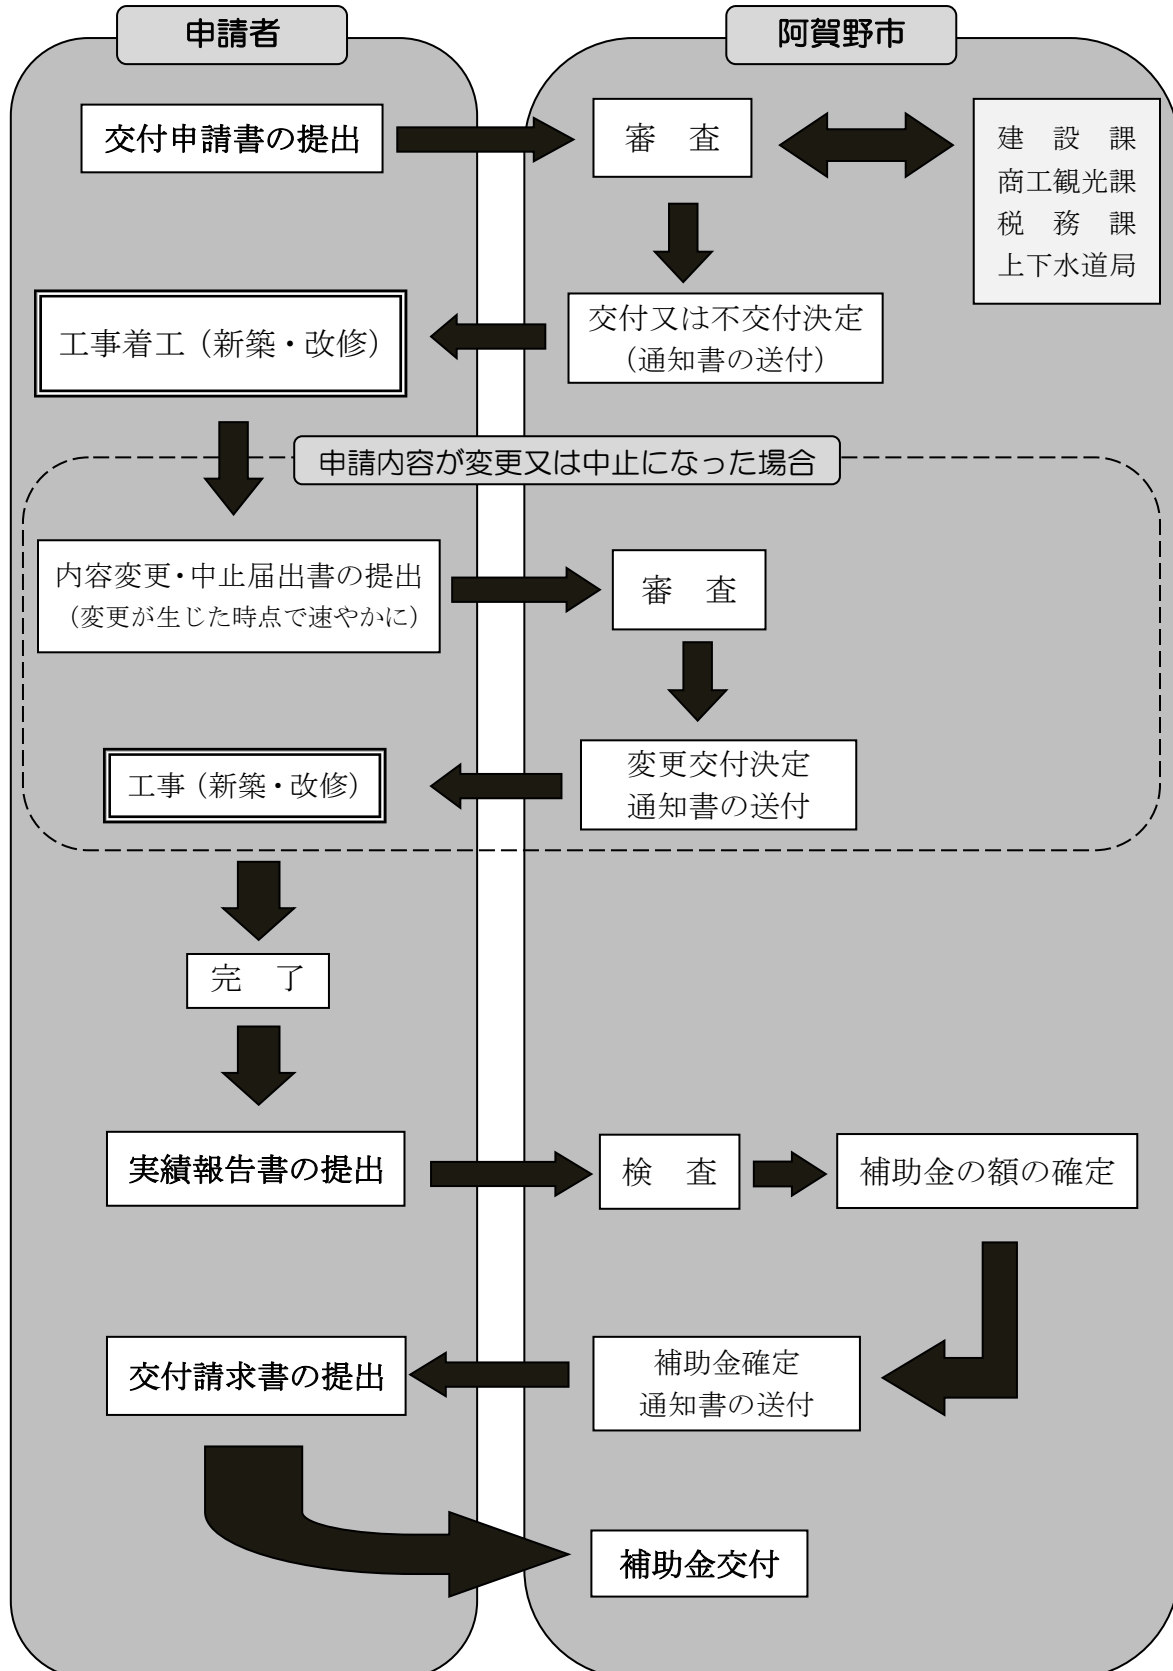 申請者
阿賀野市
交付申請書の提出
審　査
建　設　課
商工観光課
税　務　課
上下水道局
交付又は不交付決定
（通知書の送付）
工事着工（新築・改修）
申請内容が変更又は中止になった場合
内容変更・中止届出書の提出
（変更が生じた時点で速やかに）
審　査
変更交付決定
通知書の送付
工事（新築・改修）
完　了
実績報告書の提出
検　査
補助金の額の確定
補助金確定
通知書の送付
交付請求書の提出
補助金交付